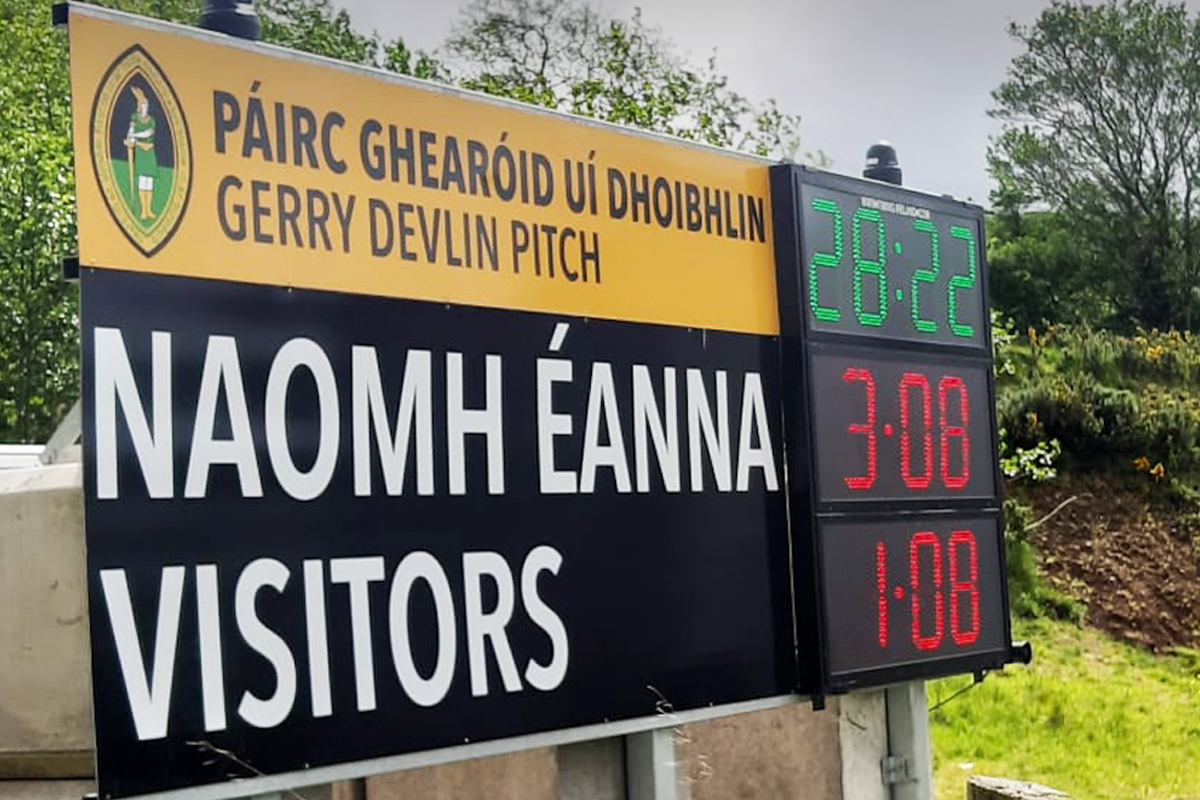 PÁIRC GHEARÓID UÍ DHOIBHLIN
GERRY DEVLIN PITCH
28:22
NAOMH ÉANNA
3·08
VISITORS
1·08